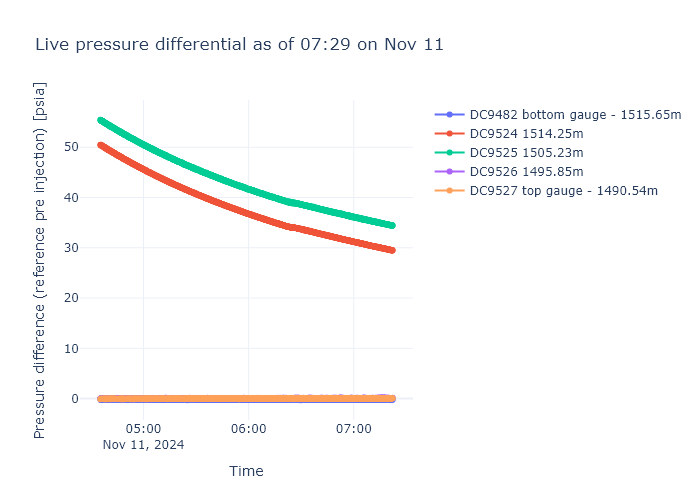 Live pressure differential as of 07:29 on Nov 11
Pressure difference (reference pre injection) [psia]
50
40
30
20
10
0
05:00
Nov 11, 2024
06:00
07:00
Time
DC9482 bottom gauge - 1515.65m
DC9524 1514.25m
DC9525 1505.23m
DC9526 1495.85m
DC9527 top gauge - 1490.54m